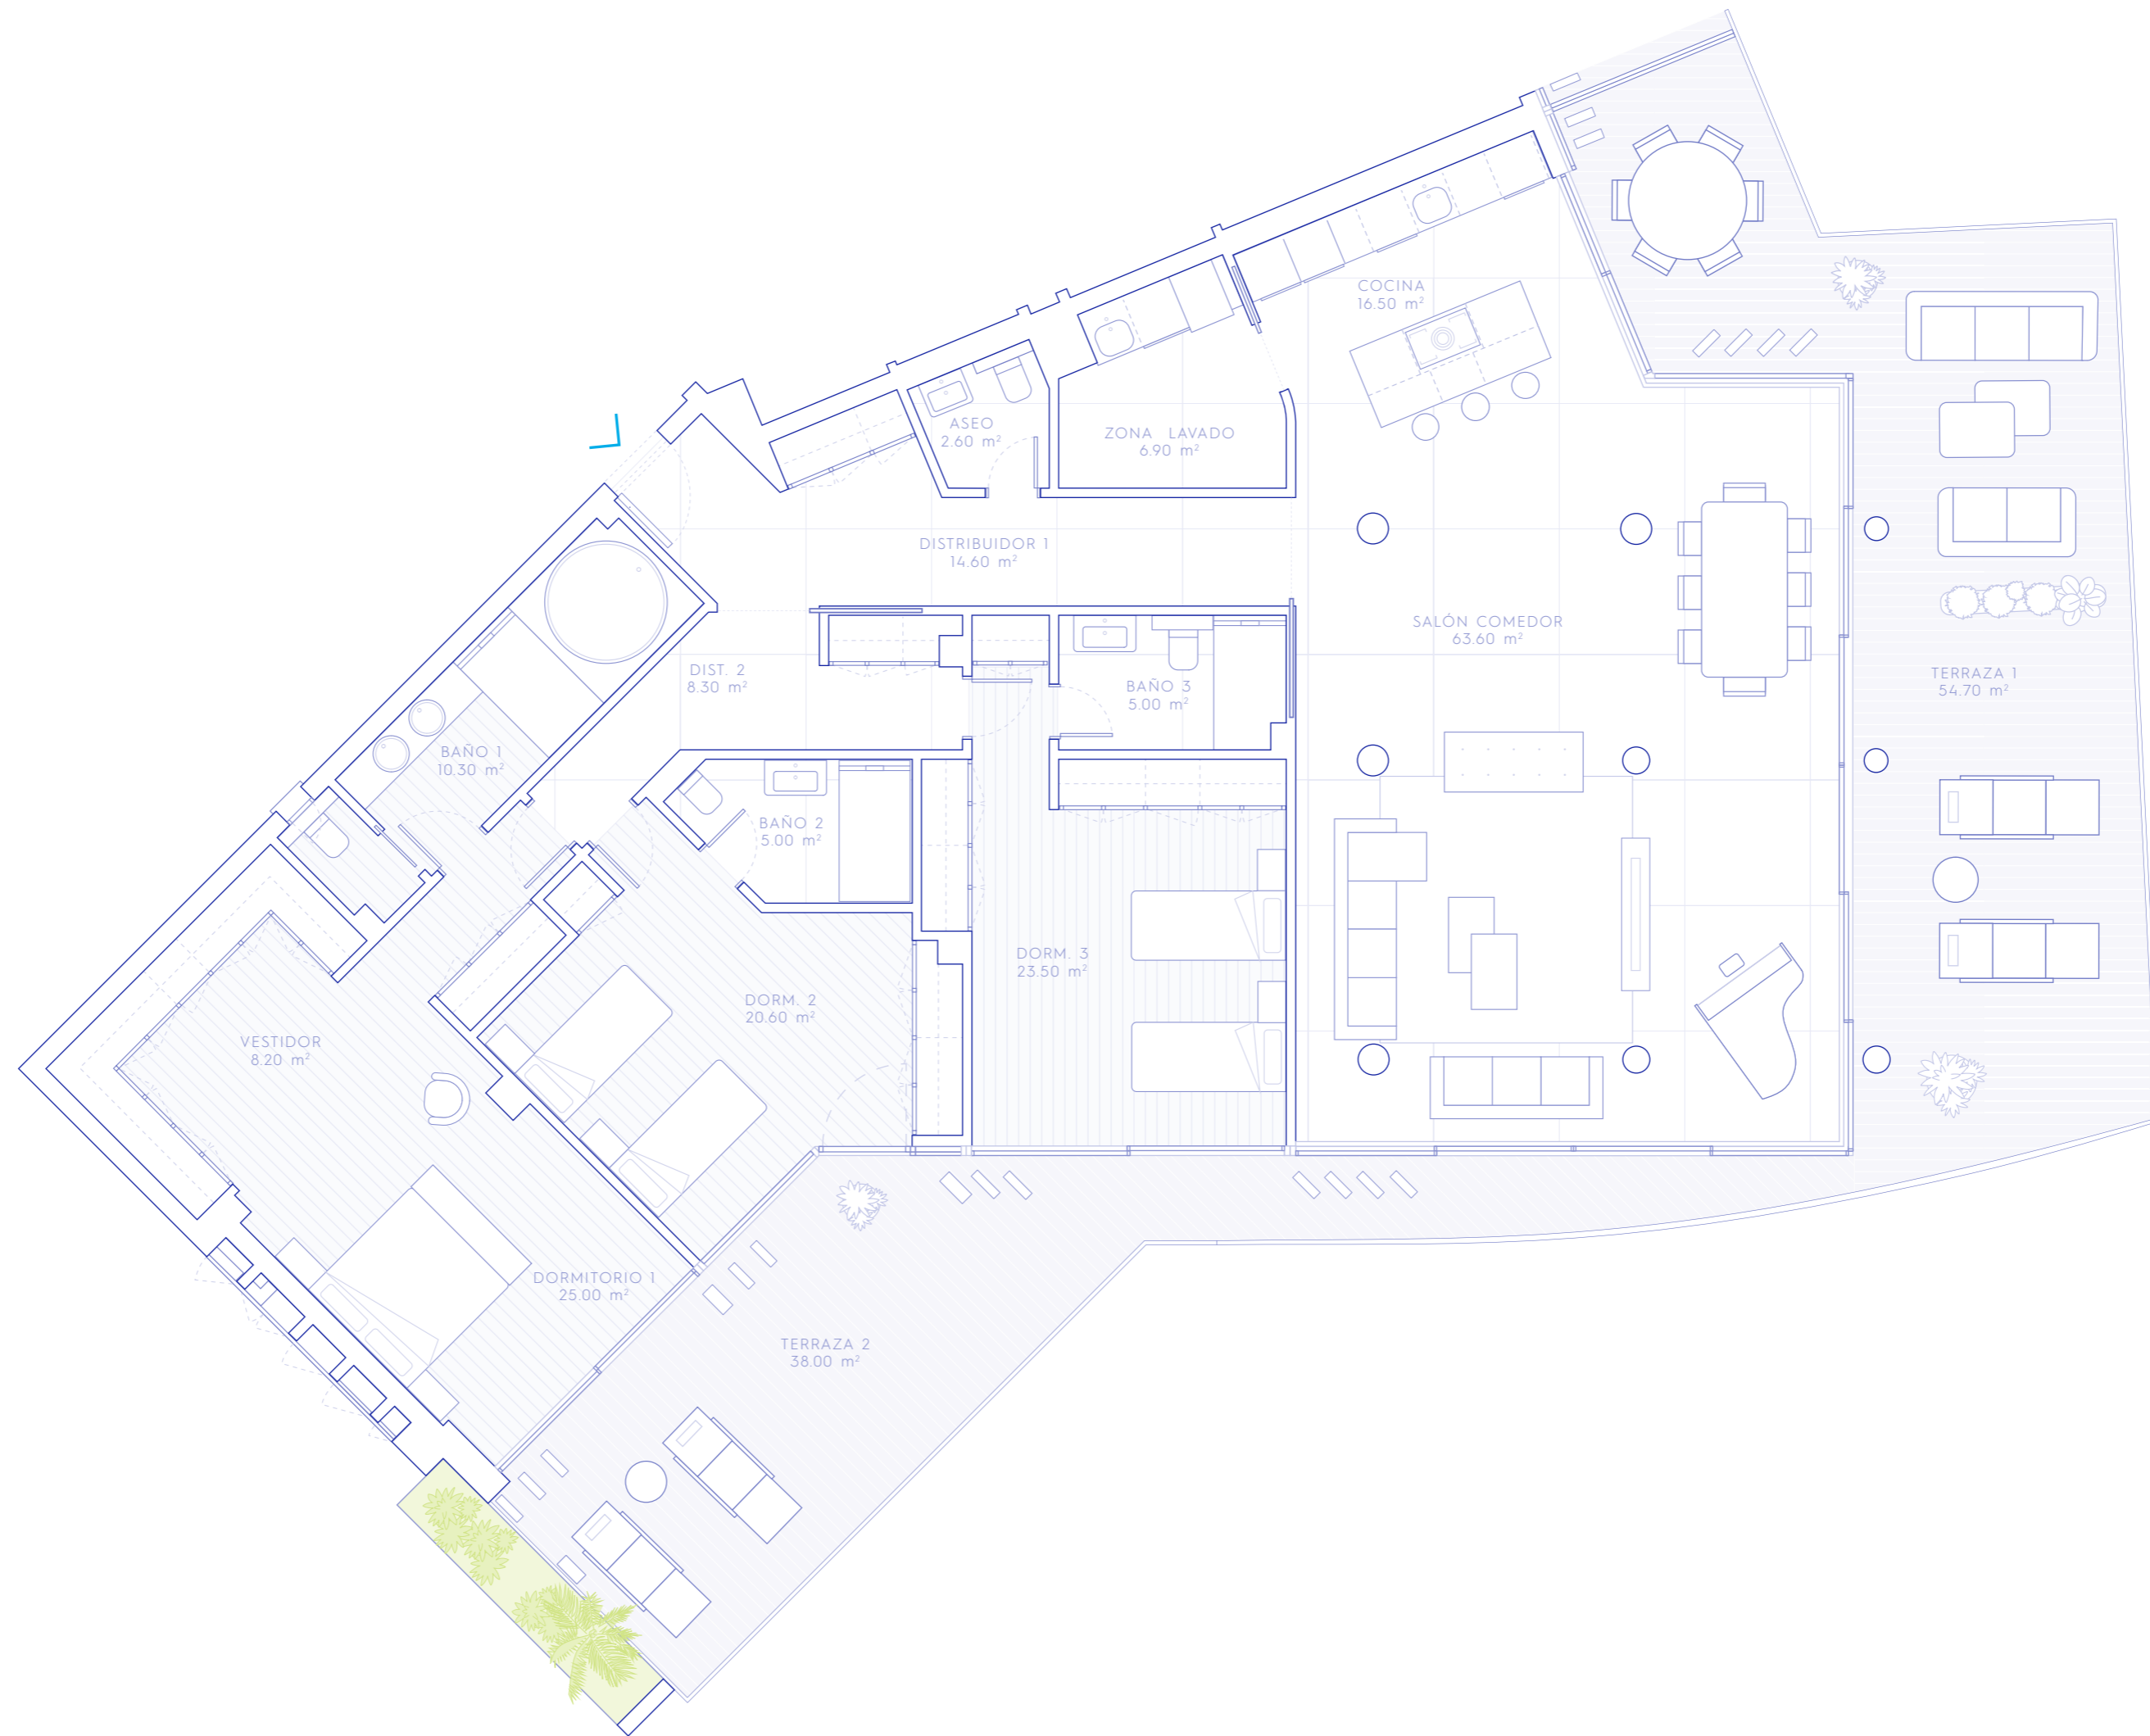 COCINA
16.50 m²
ASEO
2.60 m²
ZONA LAVADO
6.90 m²
DISTRIBUIDOR 1
14.60 m²
SALÓN COMEDOR
63.60 m²
DIST. 2
8.30 m²
BAÑO 3
5.00 m²
TERRAZA 1
54.70 m²
BAÑO 1
10.30 m²
BAÑO 2
5.00 m²
DORM. 3
23.50 m²
DORM. 2
20.60 m²
VESTIDOR
8.20 m²
DORMITORIO 1
25.00 m²
TERRAZA 2
38.00 m²